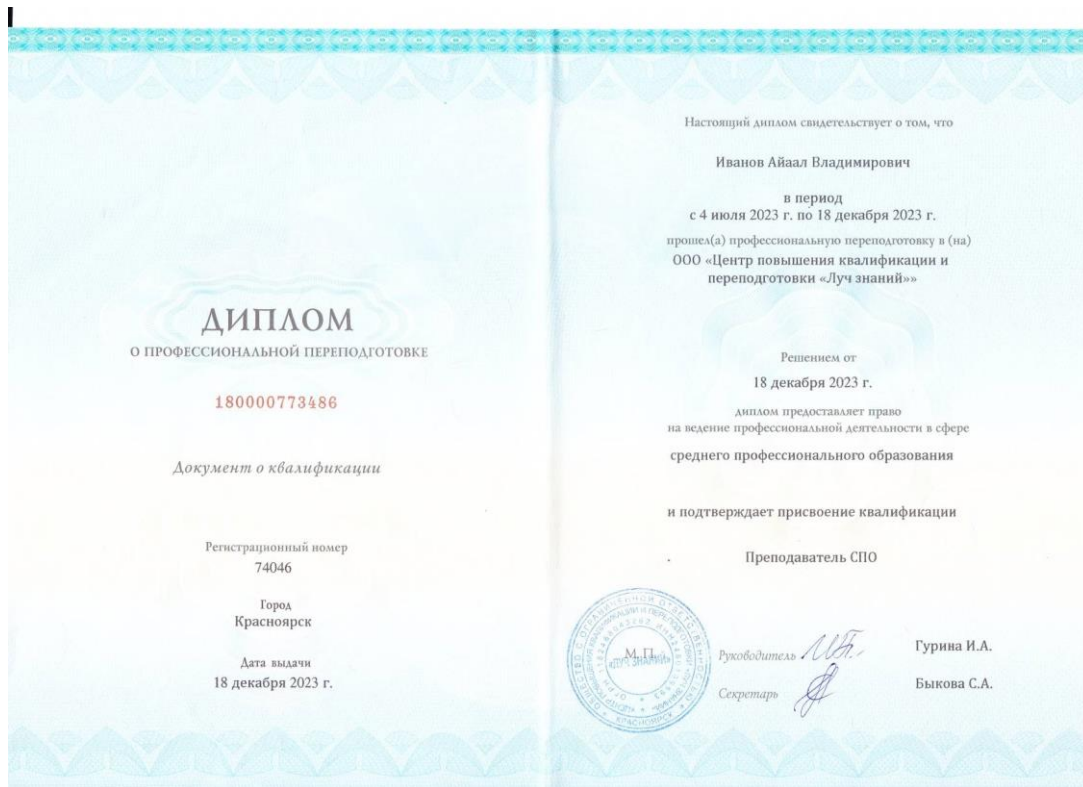 ДИПЛОМ
О ПРОФЕССИОНАЛЬНОЙ ПЕРЕПОДГОТОВКЕ
180000773486
Документ о квалификации
Регистрационный номер
74046
Город
Красноярск
Дата выдачи
18 декабря 2023 г.
Настоящий диплом свидетельствует о том, что
Иванов Айаал Владимирович
в период
с 4 июля 2023 г. по 18 декабря 2023 г.
прошел(а) профессиональную переподготовку в (на)
ООО «Центр повышения квалификации и
переподготовки «Луч знаний»»
Решением от
18 декабря 2023 г.
диплом предоставляет право
на ведение профессиональной деятельности в сфере
среднего профессионального образования
и подтверждает присвоение квалификации
Преподаватель СПО
М. П.
«ЛУЧ ЗНАНИЙ»
КРАСНОЯРСК
Руководитель
Гурина И.А.
Секретарь
Быкова С.А.